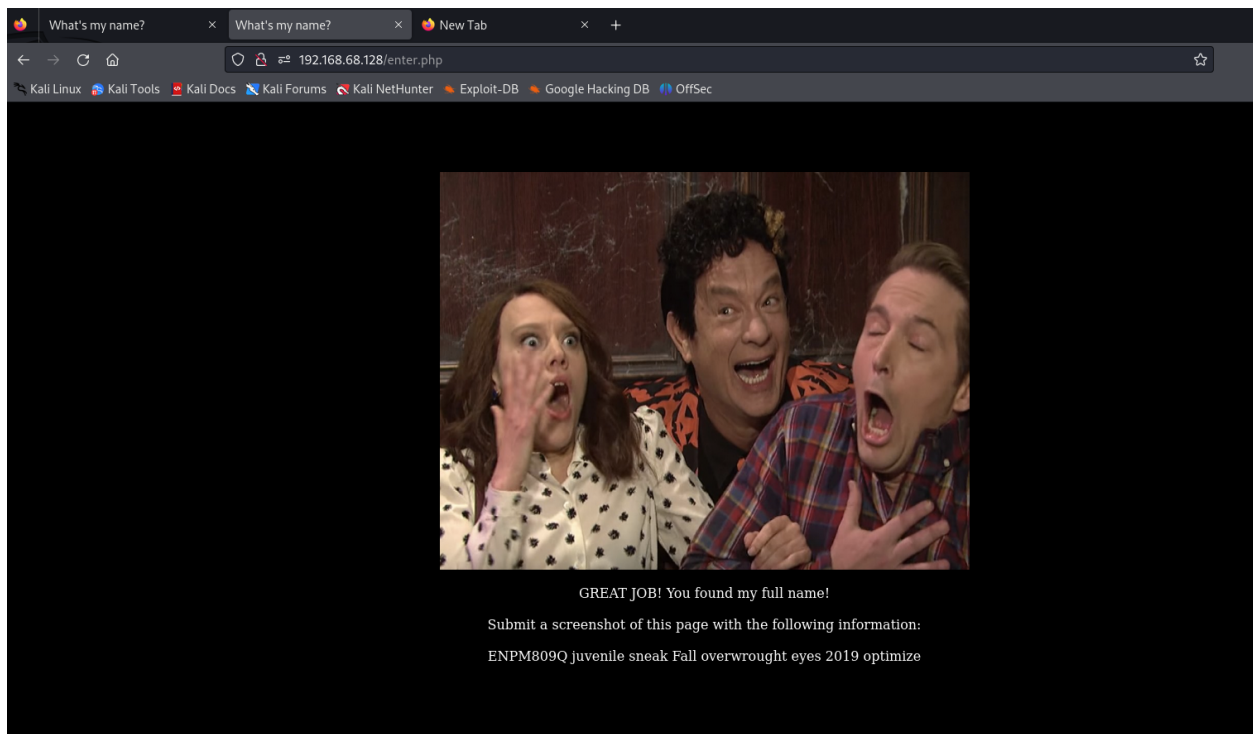 What's my name?
What's my name?
New Tab
192.168.68.128/enter.php
Kali Linux Kali Tools Kali Docs Kali Forums Kali NetHunter Exploit-DB Google Hacking DB OffSec
GREAT JOB! You found my full name!
Submit a screenshot of this page with the following information:
ENPM809Q juvenile sneak Fall overwrought eyes 2019 optimize